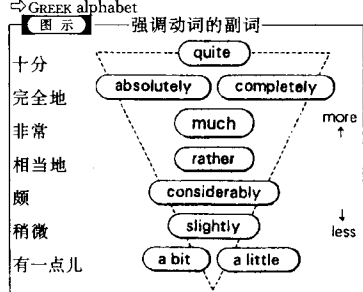 ⇨GREEK alphabet
图示 强调动词的副词
十分 quite
完全地 absolutely completely
非常 much more
相当地 rather
颇 considerably
稍微 slightly less
有一点儿 a bit a little